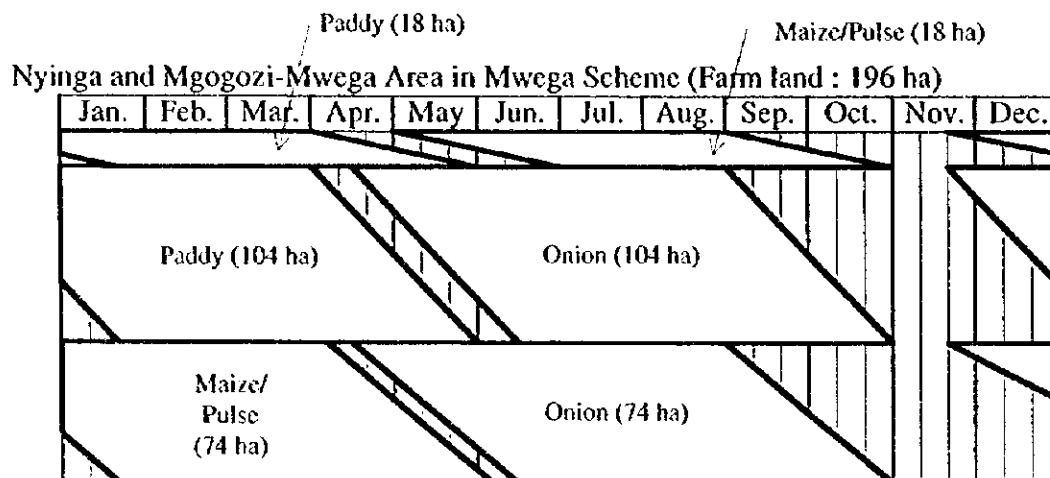 Paddy (18 ha)
Maize/Pulse (18 ha)
Nyinga and Mgogozi-Mwega Area in Mwega Scheme (Farm land : 196 ha)
Jan. Feb. Mar. Apr. May Jun. Jul. Aug. Sep. Oct. Nov. Dec.
Paddy (104 ha) Onion (104 ha)
Maize/
Pulse
(74 ha)
Onion (74 ha)